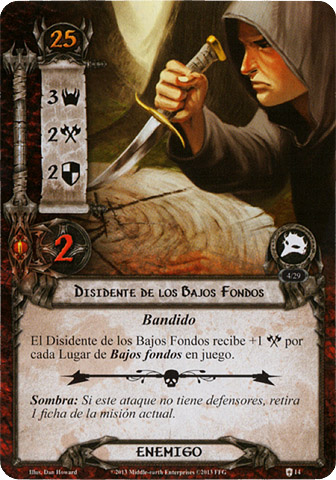 25
3
2
2
2
4/29
Disidente de los Bajos Fondos
Bandido
El Disidente de los Bajos Fondos recibe +1 por
cada Lugar de Bajos fondos en juego.
Sombra: Si este ataque no tiene defensores, retira
1 ficha de la misión actual.
ENEMIGO
Illus. Dan Howard ©2013 Middle-earth Enterprises ©2013 FFG 14